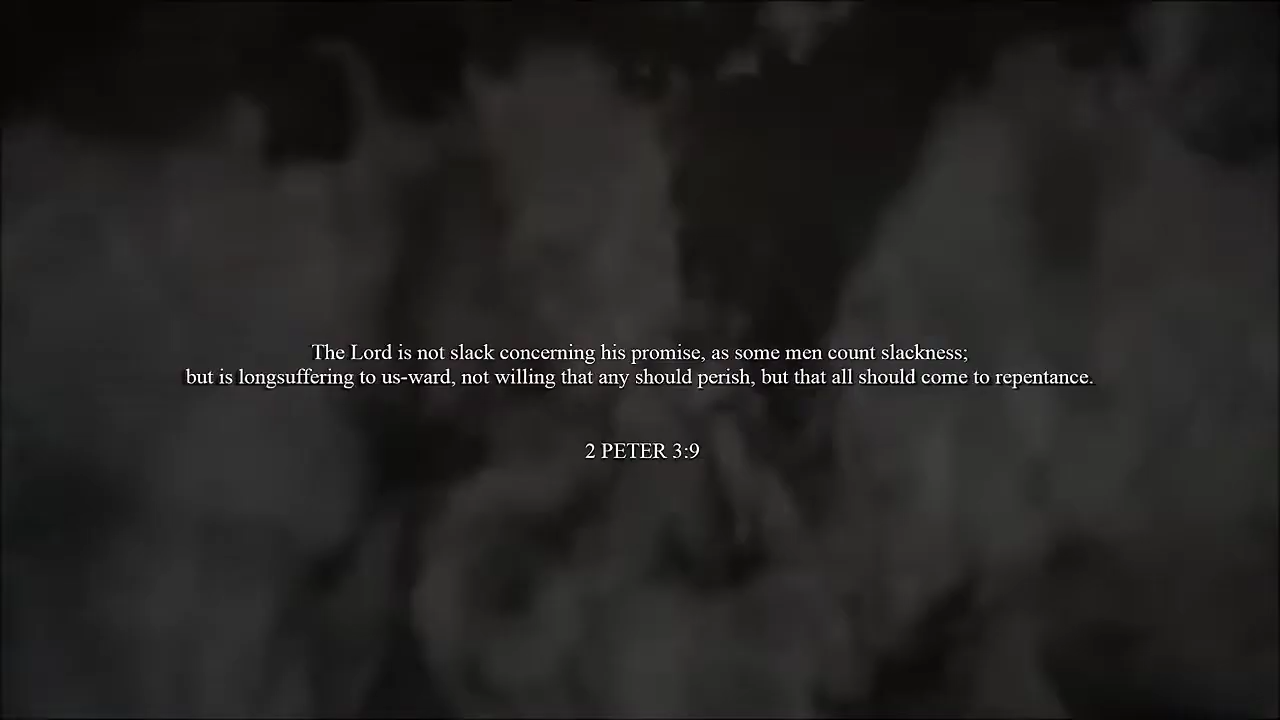 The Lord is not slack concerning his promise, as some men count slackness;
but is longsuffering to us-ward, not willing that any should perish, but that all should come to repentance.
2 PETER 3:9